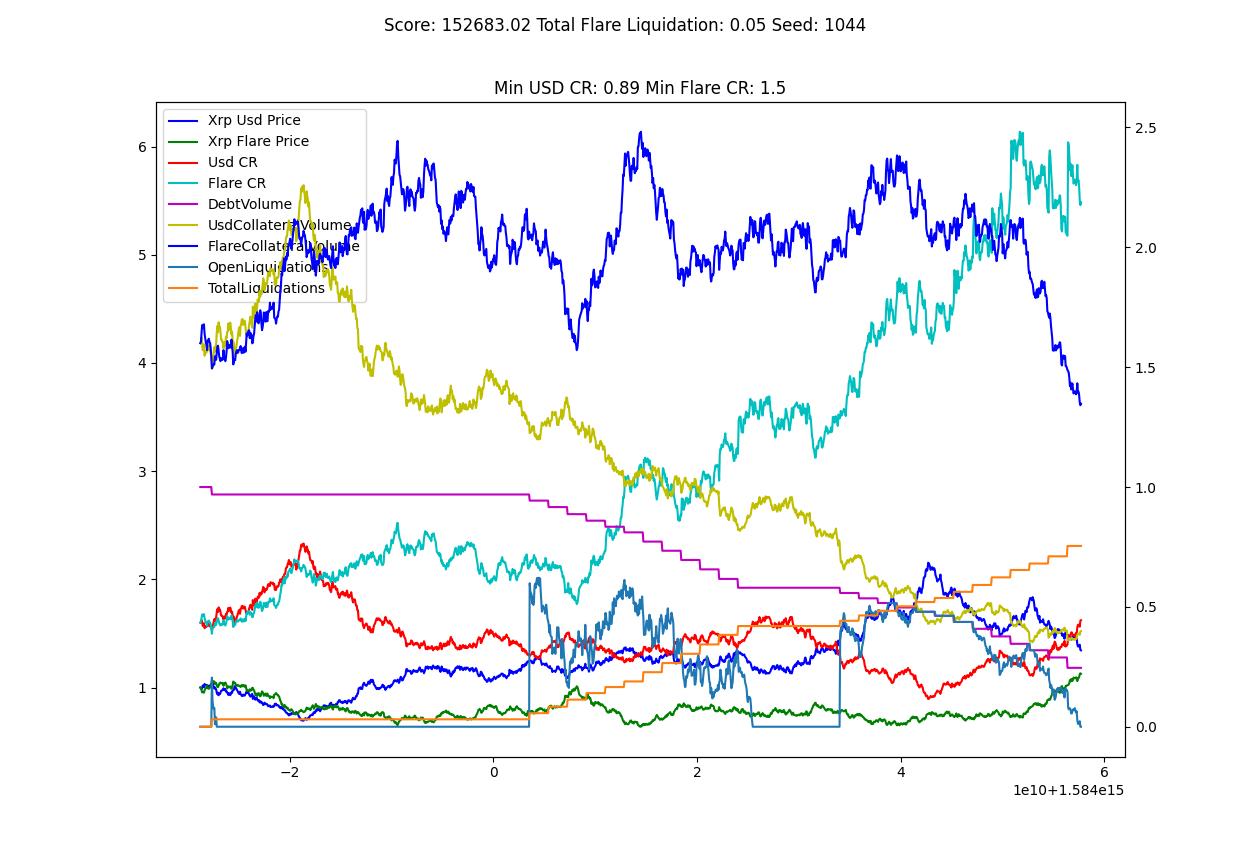 Score: 152683.02 Total Flare Liquidation: 0.05 Seed: 1044
Min USD CR: 0.89 Min Flare CR: 1.5
Xrp Usd Price
Xrp Flare Price
Usd CR
Flare CR
DebtVolume
UsdCollateralVolume
FlareCollateralVolume
OpenLiquidations
TotalLiquidations
6
5
4
3
2
1
2.5
2.0
1.5
1.0
0.5
0.0
−2
0
2
4
6
1e10+1.584e15